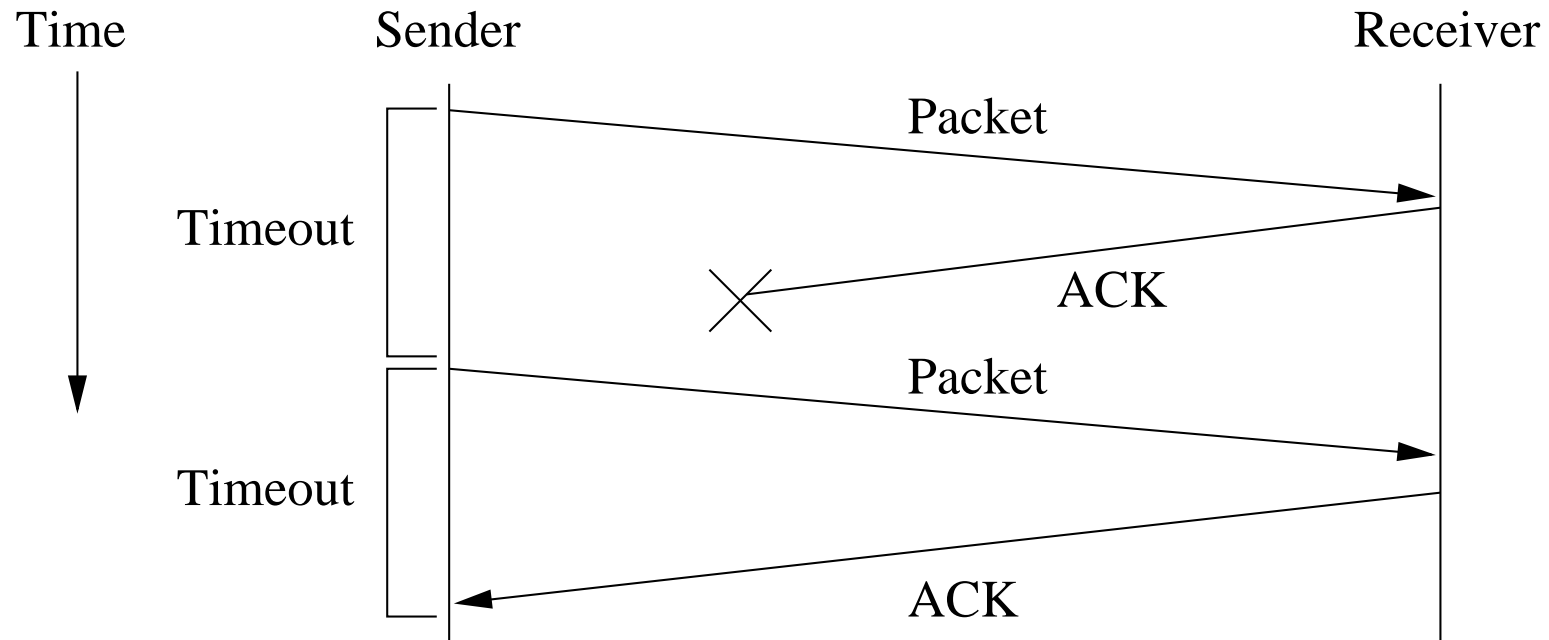 Time
Sender
Receiver
Packet
Timeout
ACK
Packet
Timeout
ACK